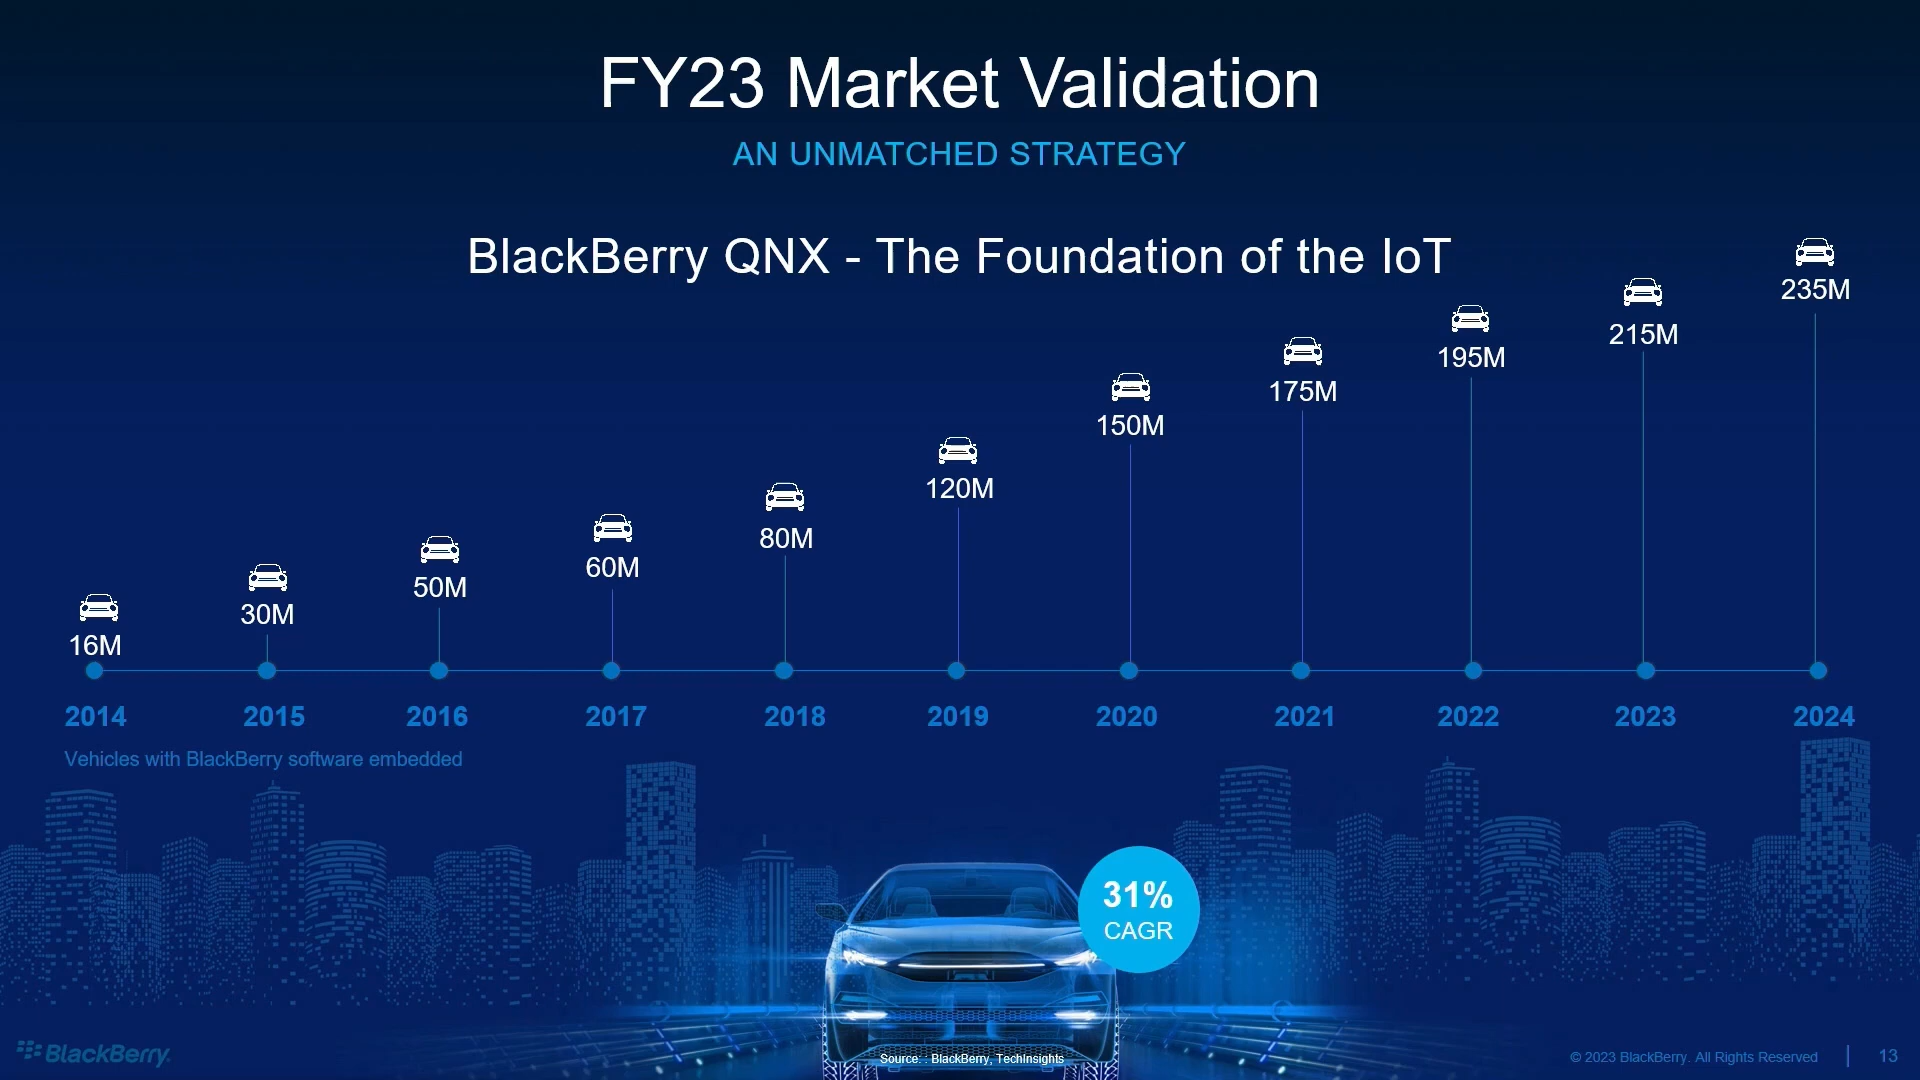 FY23 Market Validation
AN UNMATCHED STRATEGY
BlackBerry QNX - The Foundation of the IoT
16M
30M
50M
60M
80M
120M
150M
175M
195M
215M
235M
2014 2015 2016 2017 2018 2019 2020 2021 2022 2023 2024
Vehicles with BlackBerry software embedded
31%
CAGR
BlackBerry.
Source: : BlackBerry, TechInsights
© 2023 BlackBerry. All Rights Reserved | 13